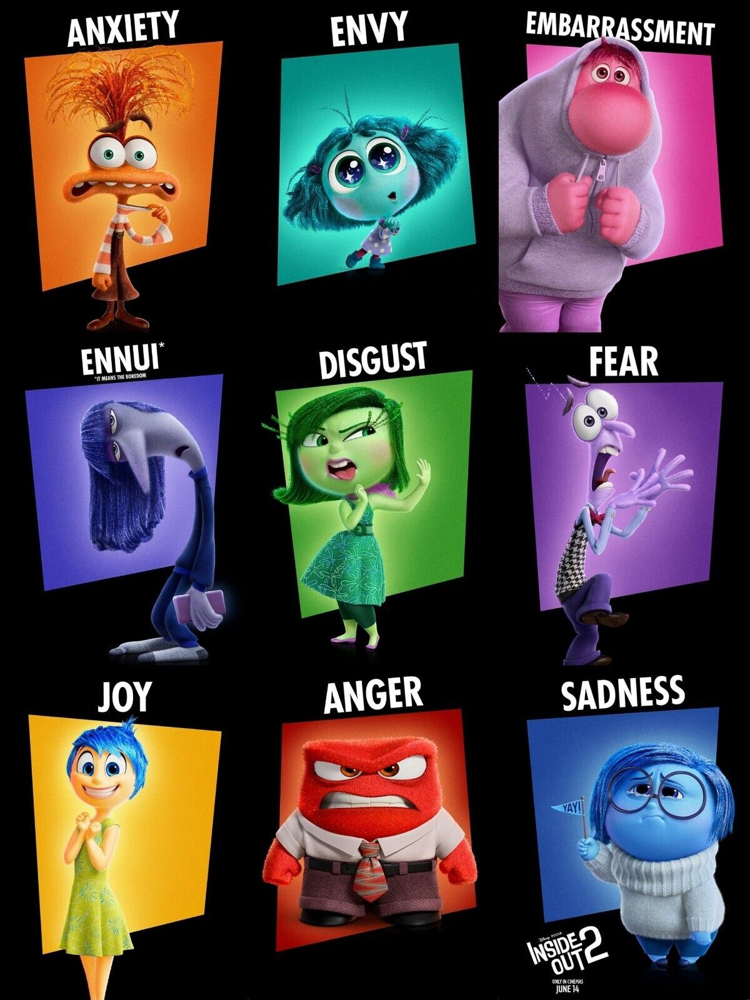 ANXIETY
ENVY
EMBARRASSMENT
ENNUI*
*IT MEANS THE BOREDOM
DISGUST
FEAR
JOY
ANGER
SADNESS
YAY!
Disney PIXAR
INSIDE
OUT 2
ONLY IN CINEMAS
JUNE 14